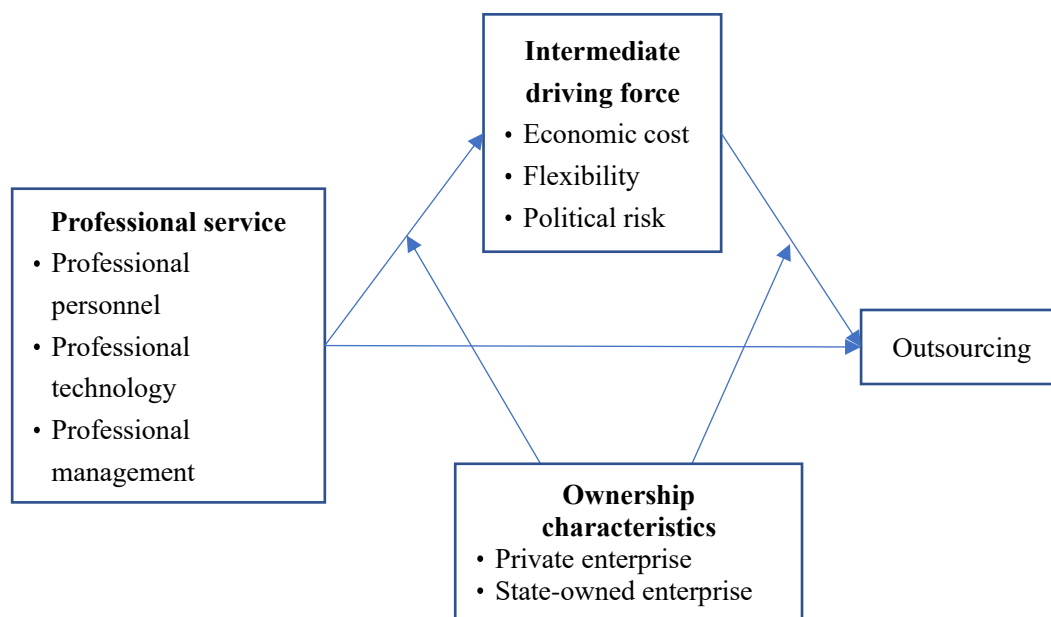 Intermediate
driving force
• Economic cost
• Flexibility
• Political risk
Professional service
• Professional
personnel
• Professional
technology
• Professional
management
Outsourcing
Ownership
characteristics
• Private enterprise
• State-owned enterprise